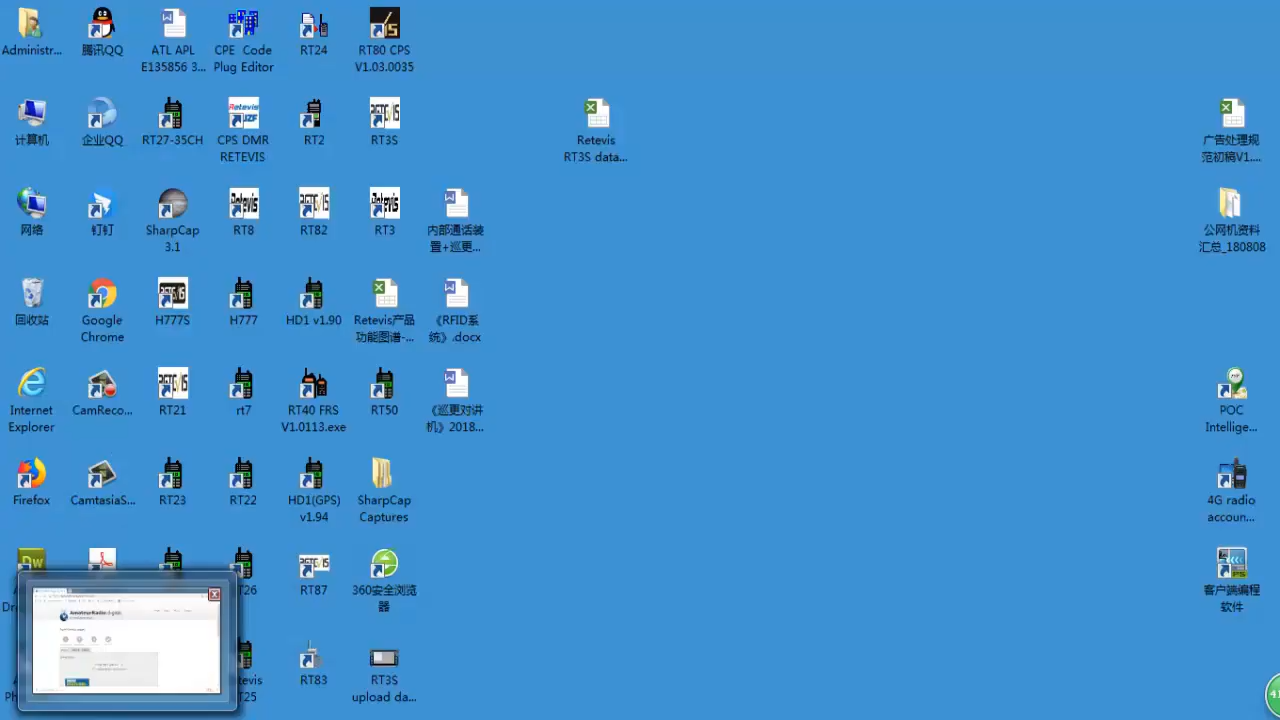 Administr...
腾讯QQ
ATL APL
E135856 3...
CPE Code
Plug Editor
RT24
RT80 CPS
V1.03.0035
计算机
企业QQ
RT27-35CH
CPS DMR
RETEVIS
RT2
RT3S
Retevis
RT3S data...
广告处理规
范初稿V1....
网络
钉钉
SharpCap
3.1
RT8
RT82
RT3
内部通话装
置+巡更...
公网机资料
汇总_180808
回收站
Google
Chrome
H777S
H777
HD1 v1.90
Retevis产品
功能图谱-...
《RFID系
统》.docx
Internet
Explorer
CamReco...
RT21
rt7
RT40 FRS
V1.0113.exe
RT50
《巡更对讲
机》2018...
POC
Intellige...
Firefox
CamtasiaS...
RT23
RT22
HD1(GPS)
v1.94
SharpCap
Captures
4G radio
accoun...
RT87
360安全浏览
器
客户端编程
软件
RT83
RT3S
upload da...